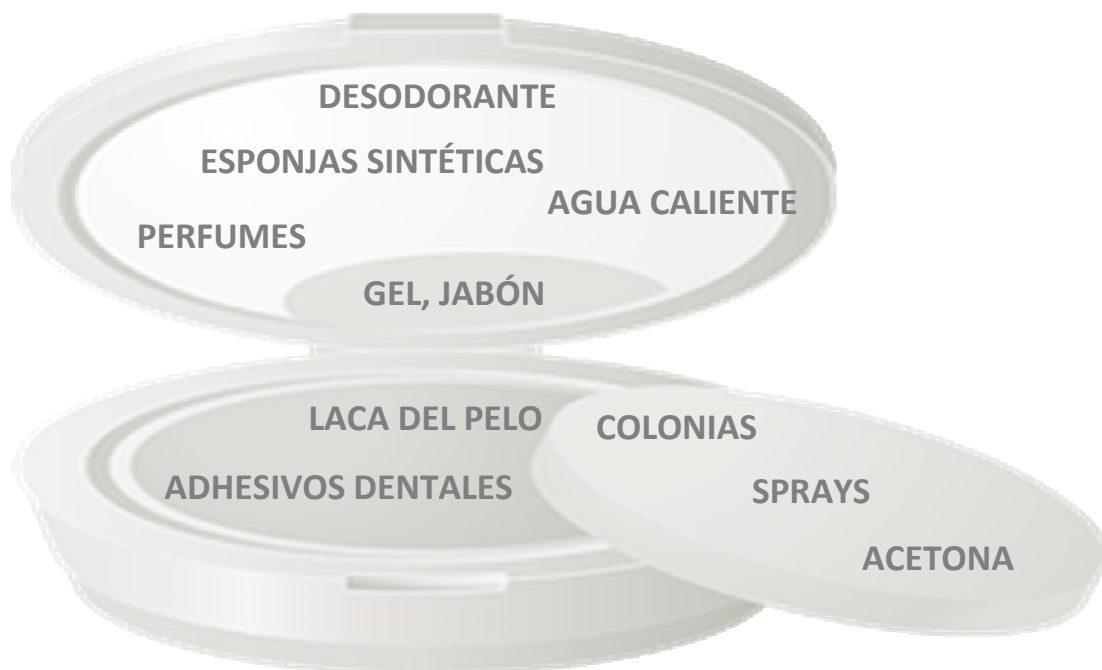 DESODORANTE
ESPONJAS SINTÉTICAS
AGUA CALIENTE
PERFUMES
GEL, JABÓN
LACA DEL PELO
COLONIAS
ADHESIVOS DENTALES
SPRAYS
ACETONA